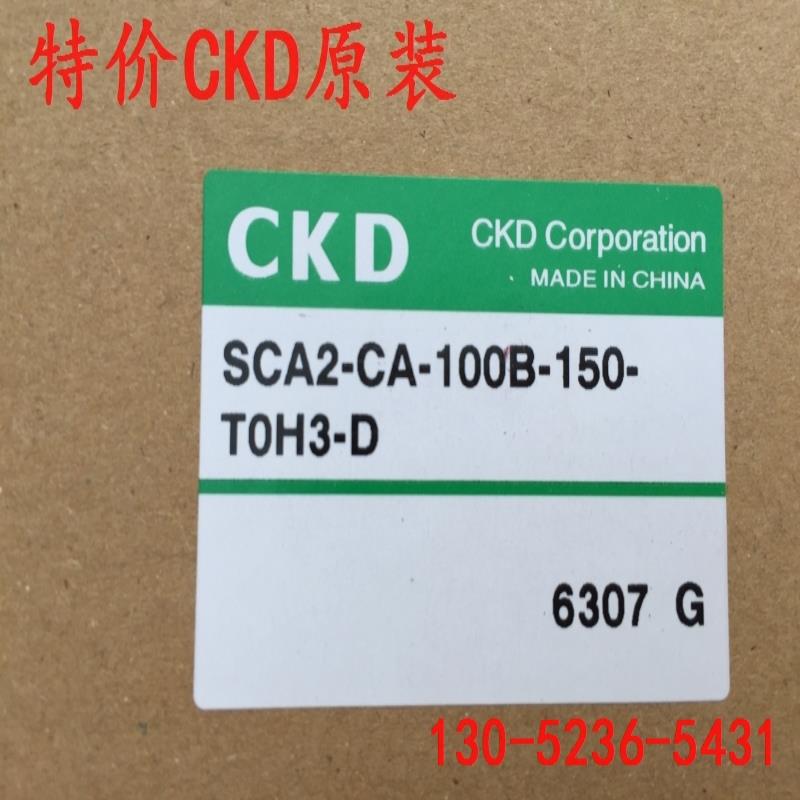 特价CKD原装
CKD
CKD Corporation
MADE IN CHINA
SCA2-CA-100B-150-
T0H3-D
6307 G
130-5236-5431